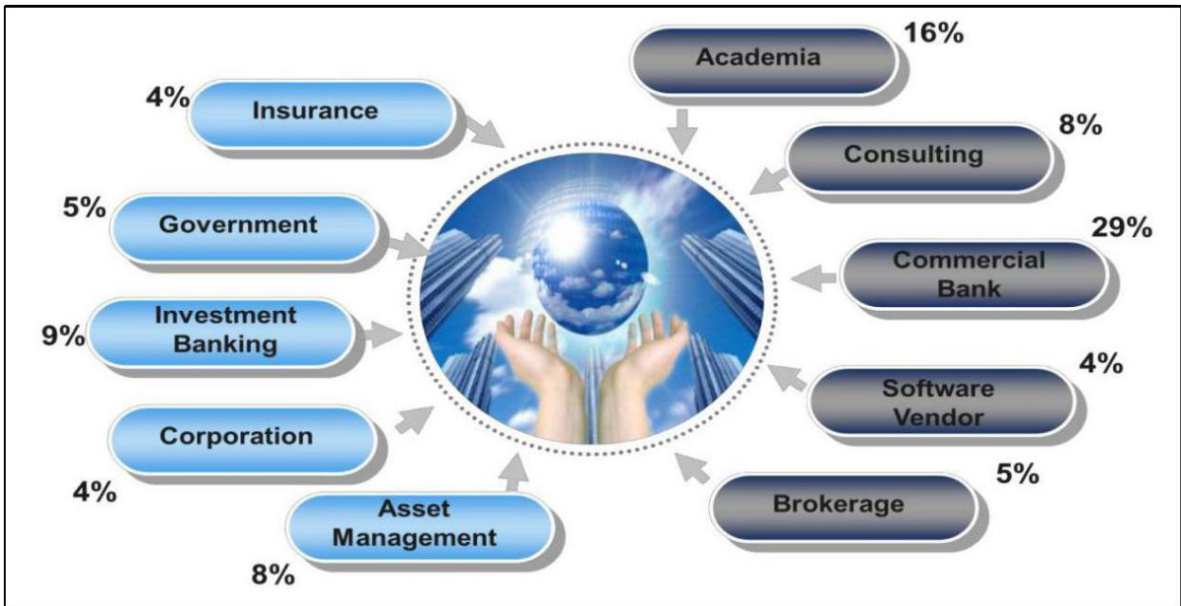 16%
Academia
4%
Insurance
8%
Consulting
5%
Government
29%
Commercial
Bank
9%
Investment
Banking
4%
Software
Vendor
Corporation
4%
5%
Brokerage
Asset
Management
8%